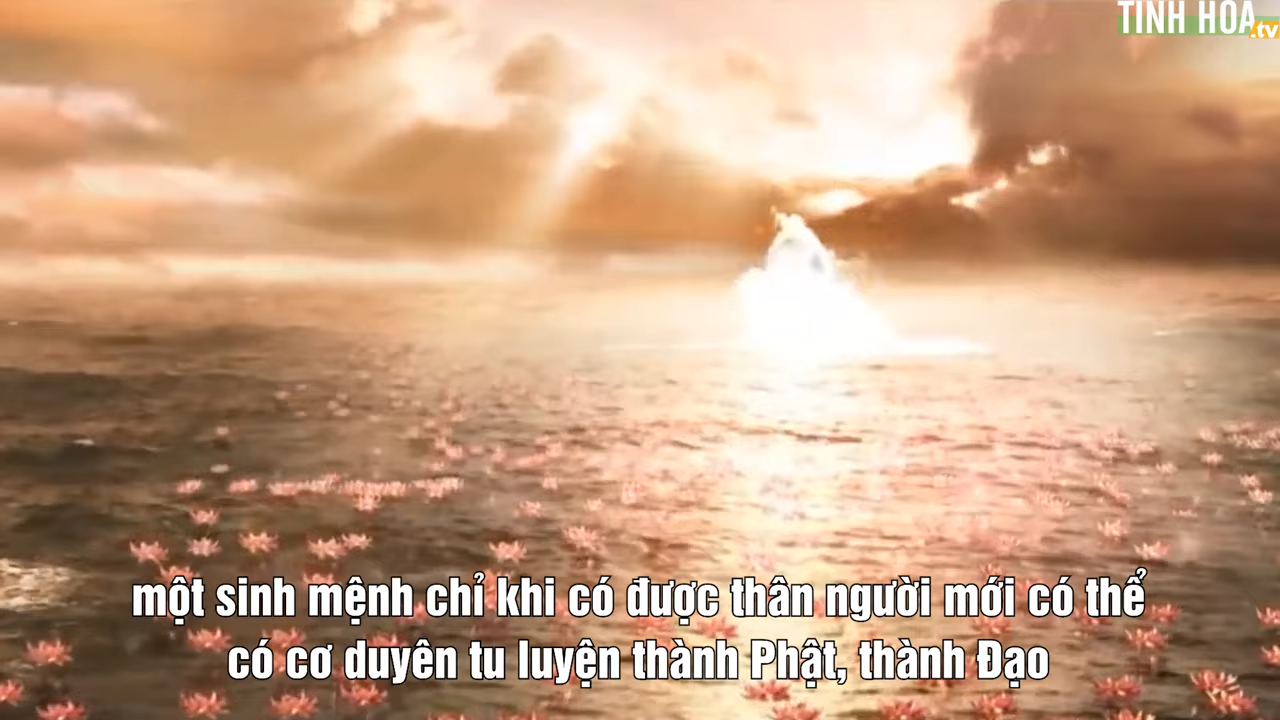 TINH HOA
.tv
một sinh mệnh chỉ khi có được thân người mới có thể
có cơ duyên tu luyện thành Phật, thành Đạo